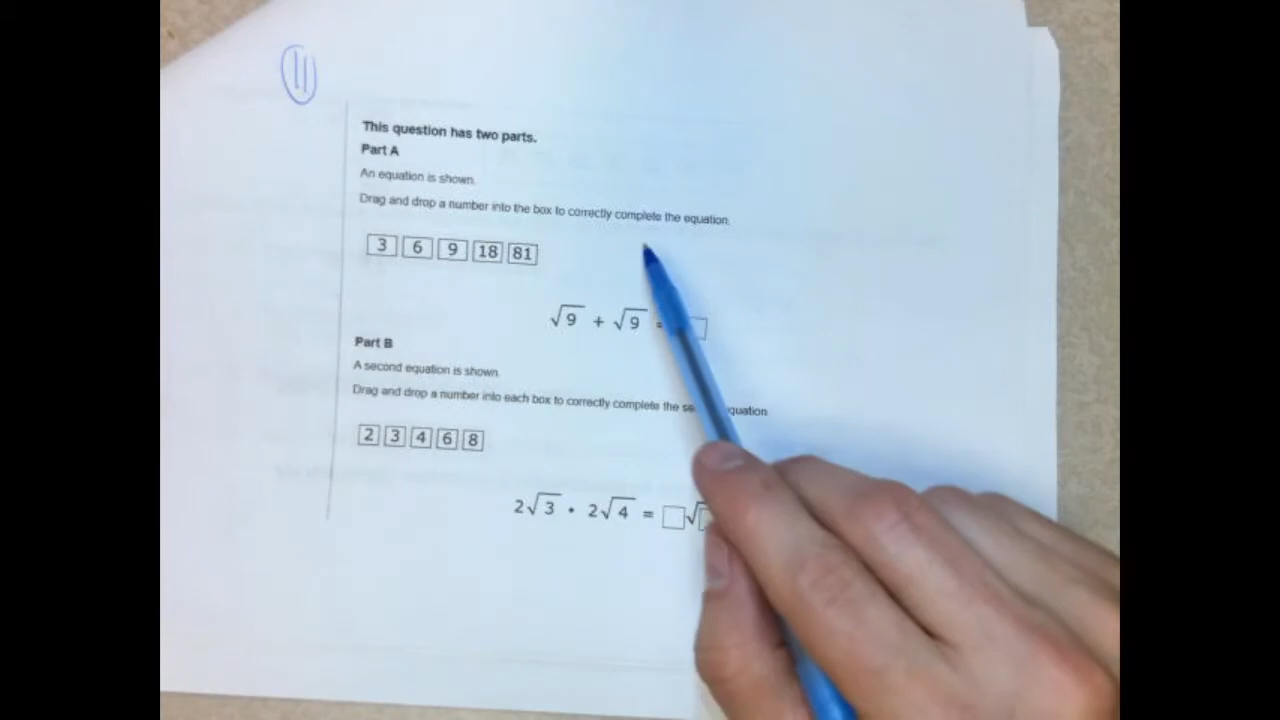 11
This question has two parts.
Part A
An equation is shown.
Drag and drop a number into the box to correctly complete the equation.
3 6 9 18 81
√9 + √9 =
Part B
A second equation is shown.
Drag and drop a number into each box to correctly complete the
2 3 4 6 8
2√3 · 2√4 = □√□